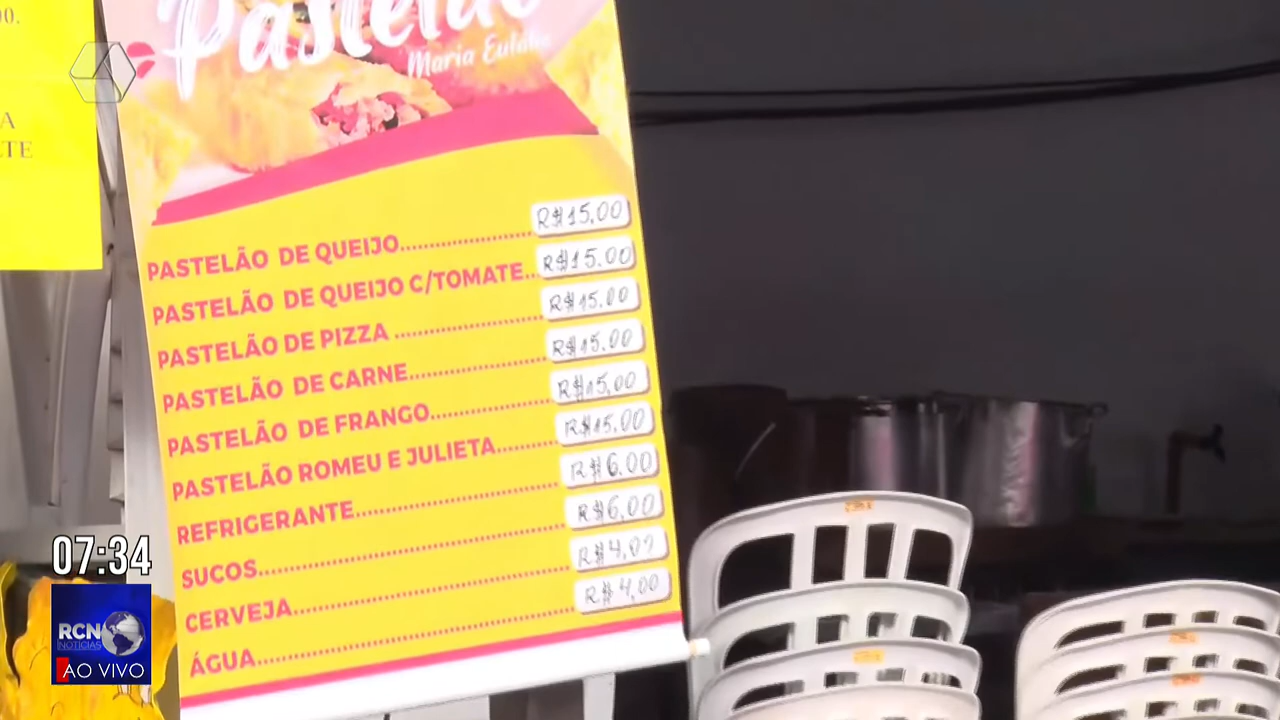 00.
A
LTE
Pastelão
Maria Eulália
PASTELÃO DE QUEIJO.......... R$15,00
PASTELÃO DE QUEIJO C/TOMATE.. R$15.00
PASTELÃO DE PIZZA .......... R$15.00
PASTELÃO DE CARNE.......... R$15.00
PASTELÃO DE FRANGO.......... R$15,00
PASTELÃO ROMEU E JULIETA.......... R$15,00
REFRIGERANTE.......... R$6.00
SUCOS.......... R$6,00
CERVEJA.......... R$4,00
ÁGUA.......... R$4,00
07:34
RCN
NOTÍCIAS
AO VIVO